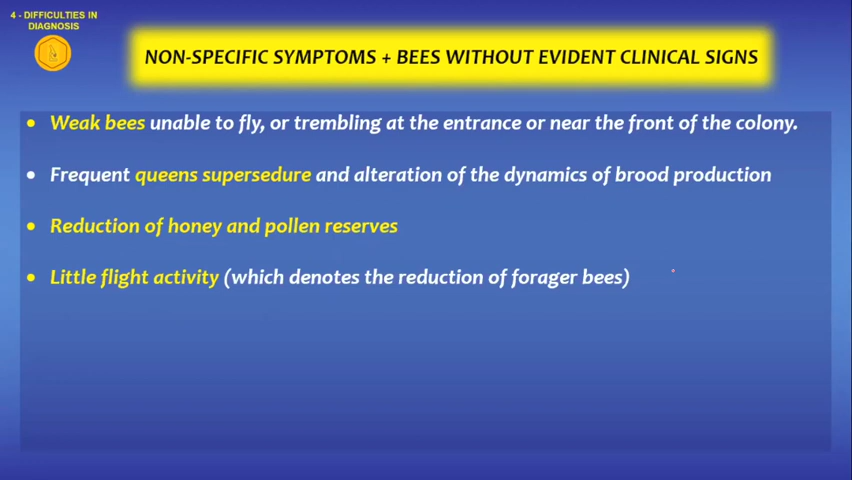 4 - DIFFICULTIES IN
DIAGNOSIS
NON-SPECIFIC SYMPTOMS + BEES WITHOUT EVIDENT CLINICAL SIGNS
• Weak bees unable to fly, or trembling at the entrance or near the front of the colony.
• Frequent queens supersedure and alteration of the dynamics of brood production
• Reduction of honey and pollen reserves
• Little flight activity (which denotes the reduction of forager bees)